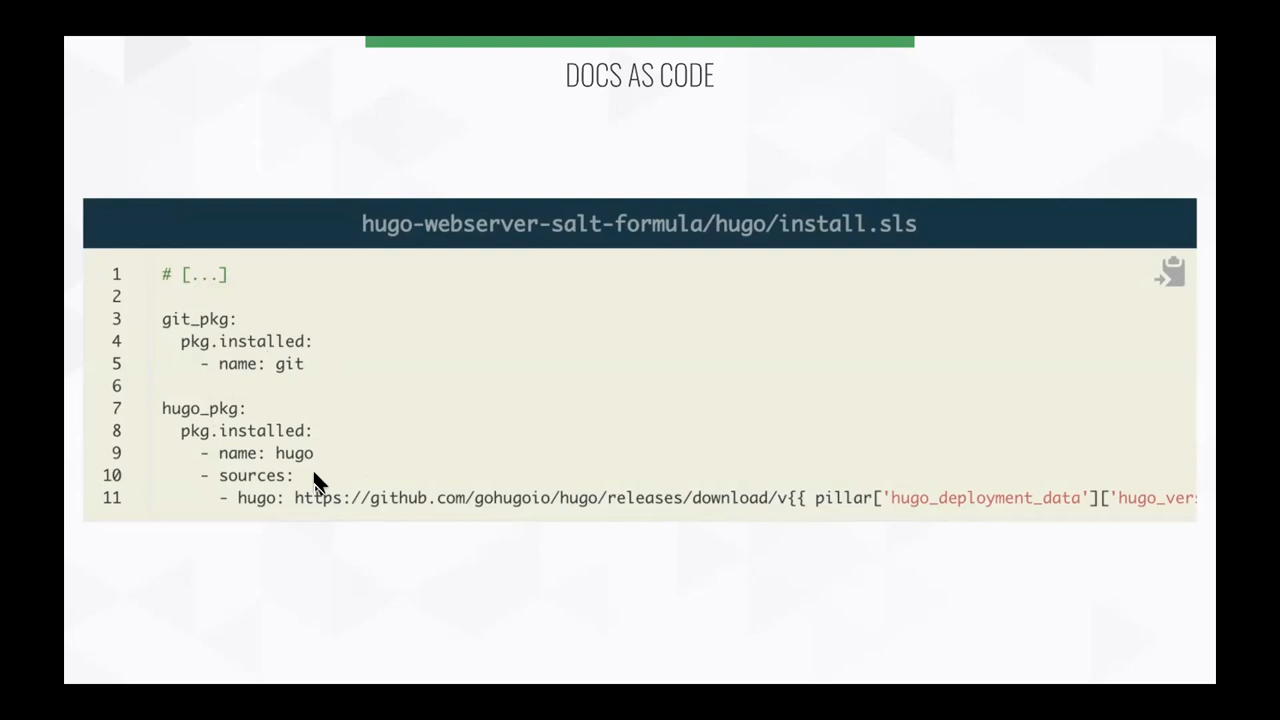 DOCS AS CODE
hugo-webserver-salt-formula/hugo/install.sls
1 # [...]
2
3 git_pkg:
4 pkg.installed:
5 - name: git
6
7 hugo_pkg:
8 pkg.installed:
9 - name: hugo
10 - sources:
11 - hugo: https://github.com/gohugoio/hugo/releases/download/v{{ pillar['hugo_deployment_data']['hugo_vers